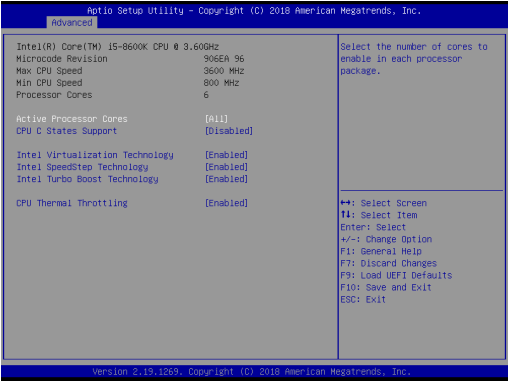 Aptio Setup Utility – Copyright (C) 2018 American Megatrends, Inc.
Advanced
Intel(R) Core(TM) i5-8600K CPU @ 3.60GHz
Microcode Revision 906EA 96
Max CPU Speed 3600 MHz
Min CPU Speed 800 MHz
Processor Cores 6
Active Processor Cores [All]
CPU C States Support [Disabled]
Intel Virtualization Technology [Enabled]
Intel SpeedStep Technology [Enabled]
Intel Turbo Boost Technology [Enabled]
CPU Thermal Throttling [Enabled]
Select the number of cores to
enable in each processor
package.
↔: Select Screen
↑↓: Select Item
Enter: Select
+/-: Change Option
F1: General Help
F7: Discard Changes
F9: Load UEFI Defaults
F10: Save and Exit
ESC: Exit
Version 2.19.1269. Copyright (C) 2018 American Megatrends, Inc.